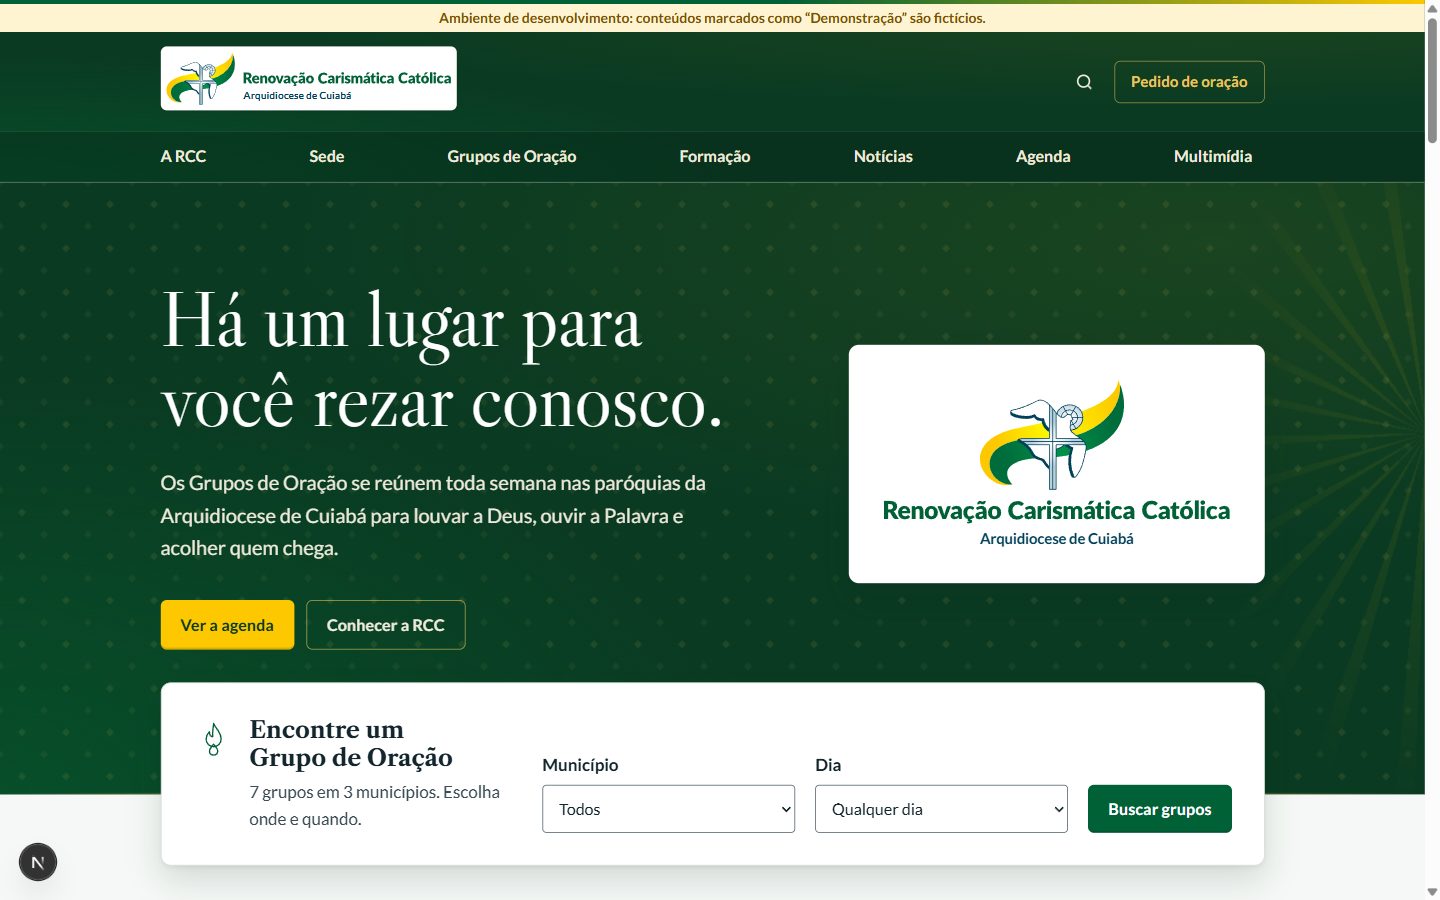 Ambiente de desenvolvimento: conteúdos marcados como “Demonstração” são fictícios.
Renovação Carismática Católica
Arquidiocese de Cuiabá
Pedido de oração
A RCC
Sede
Grupos de Oração
Formação
Notícias
Agenda
Multimídia
Há um lugar para
você rezar conosco.
Os Grupos de Oração se reúnem toda semana nas paróquias da
Arquidiocese de Cuiabá para louvar a Deus, ouvir a Palavra e
acolher quem chega.
Ver a agenda
Conhecer a RCC
Renovação Carismática Católica
Arquidiocese de Cuiabá
Encontre um
Grupo de Oração
7 grupos em 3 municípios. Escolha
onde e quando.
Município
Todos
Dia
Qualquer dia
Buscar grupos
N